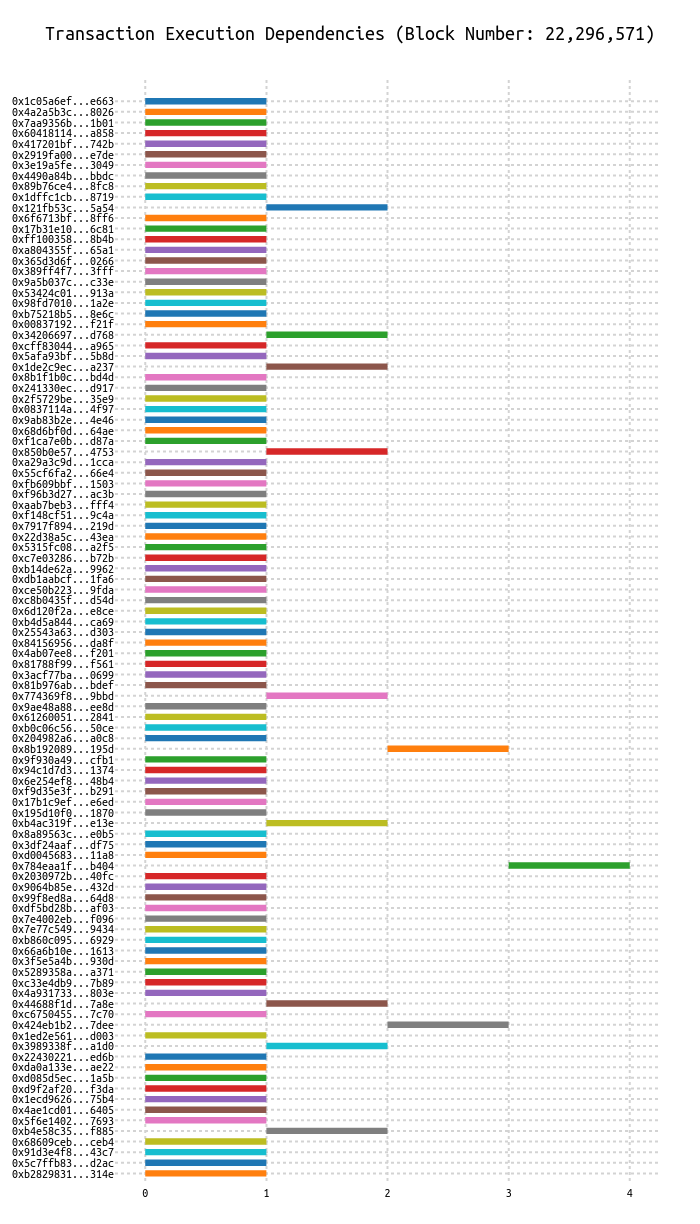 Transaction Execution Dependencies (Block Number: 22,296,571)
0x1c05a6ef...e663
0x4a2a5b3c...8026
0x7aa9356b...1b01
0x60418114...a858
0x417201bf...742b
0x2919fa00...e7de
0x3e19a5fe...3049
0x4490a84b...bbdc
0x89b76ce4...8fc8
0x1dffc1cb...8719
0x121fb53c...5a54
0x6f6713bf...8ff6
0x17b31e10...6c81
0xff100358...8b4b
0xa804355f...65a1
0x365d3d6f...0266
0x389ff4f7...3fff
0x9a5b037c...c33e
0x53424c01...913a
0x98fd7010...1a2e
0xb75218b5...8e6c
0x00837192...f21f
0x34206697...d768
0xcff83044...a965
0x5afa93bf...5b8d
0x1de2c9ec...a237
0x8b1f1b0c...bd4d
0x241330ec...d917
0x2f5729be...35e9
0x0837114a...4f97
0x9ab83b2e...4e46
0x68d6bf0d...64ae
0xf1ca7e0b...d87a
0x850b0e57...4753
0xa29a3c9d...1cca
0x55cf6fa2...66e4
0xfb609bbf...1503
0xf96b3d27...ac3b
0xaab7beb3...fff4
0xf148cf51...9c4a
0x7917f894...219d
0x22d38a5c...43ea
0x5315fc08...a2f5
0xc7e03286...b72b
0xb14de62a...9962
0xdb1aabcf...1fa6
0xce50b223...9fda
0xc8b0435f...d54d
0x6d120f2a...e8ce
0xb4d5a844...ca69
0x25543a63...d303
0x84156956...da8f
0x4ab07ee8...f201
0x81788f99...f561
0x3acf77ba...0699
0x81b976ab...bdef
0x774369f8...9bbd
0x9ae48a88...ee8d
0x61260051...2841
0xb0c06c56...50ce
0x204982a6...a0c8
0x8b192089...195d
0x9f930a49...cfb1
0x94c1d7d3...1374
0x6e254ef8...48b4
0xf9d35e3f...b291
0x17b1c9ef...e6ed
0x195d10f0...1870
0xb4ac319f...e13e
0x8a89563c...e0b5
0x3df24aaf...df75
0xd0045683...11a8
0x784eaa1f...b404
0x2030972b...40fc
0x9064b85e...432d
0x99f8ed8a...64d8
0xdf5bd28b...af03
0x7e4002eb...f096
0x7e77c549...9434
0xb860c095...6929
0x66a6b10e...1613
0x3f5e5a4b...930d
0x5289358a...a371
0xc33e4db9...7b89
0x4a931733...803e
0x44688f1d...7a8e
0xc6750455...7c70
0x424eb1b2...7dee
0x1ed2e561...d003
0x3989338f...a1d0
0x22430221...ed6b
0xda0a133e...ae22
0xd085d5ec...1a5b
0xd9f2af20...f3da
0x1ecd9626...75b4
0x4ae1cd01...6405
0x5f6e1402...7693
0xb4e58c35...f885
0x68609ceb...ceb4
0x91d3e4f8...43c7
0x5c7ffb83...d2ac
0xb2829831...314e
0 1 2 3 4